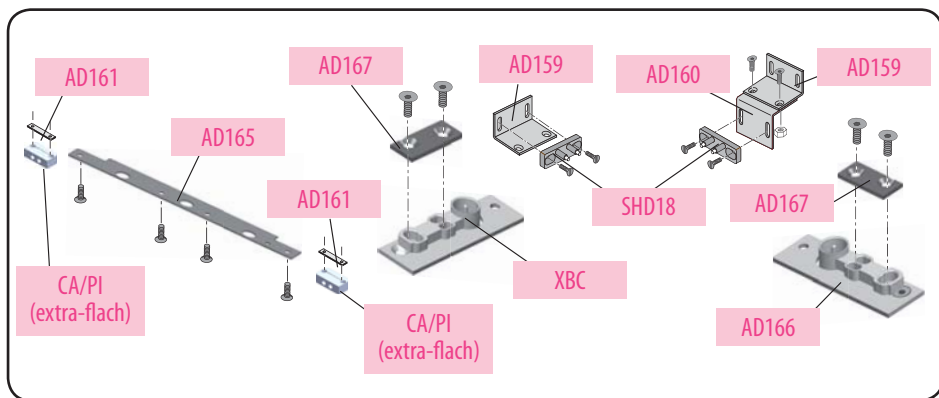 AD161
AD165
AD161
CA/PI
(extra-flach)
CA/PI
(extra-flach)
AD167
AD159
XBC
SHD18
AD160
AD159
AD167
AD166